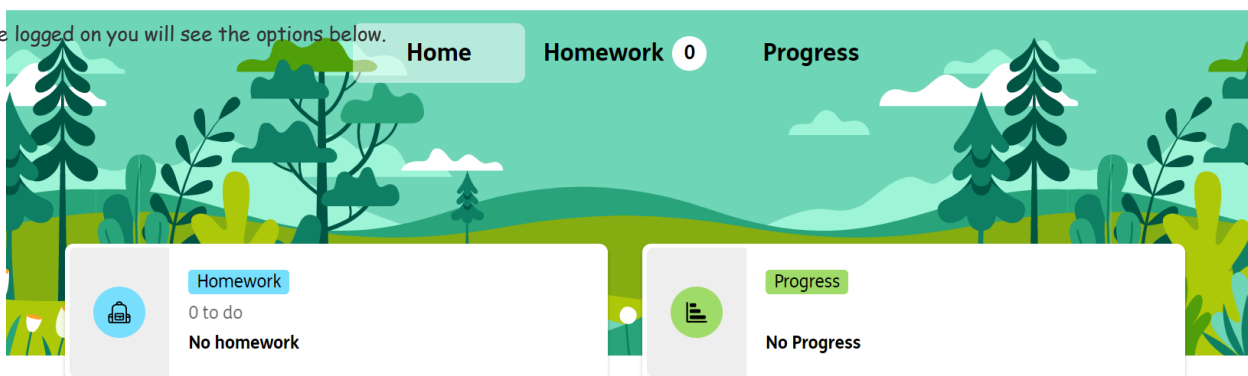 e logged on you will see the options below.
Home Homework 0 Progress
Homework
0 to do
No homework
Progress
No Progress